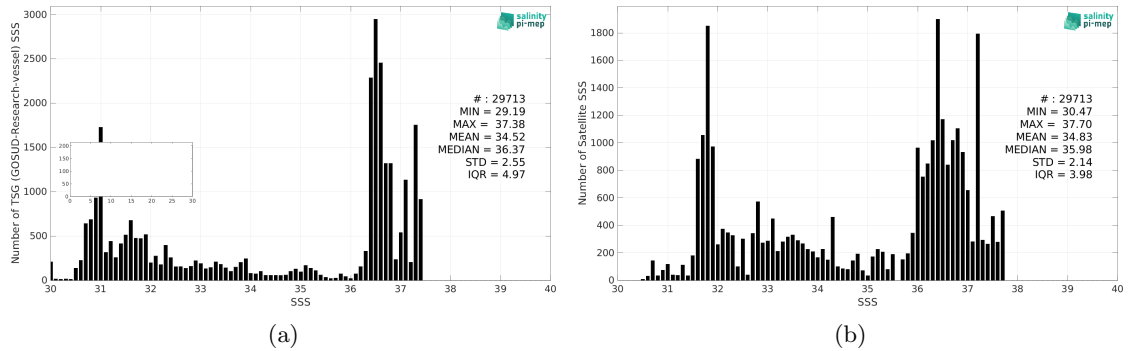 3000
2500
2000
1500
1000
500
0
Number of TSG (GOSUD-Research-vessel) SSS
200
150
100
50
0
0 5 10 15 20 25 30
salinity
pi-mep
# : 29713
MIN = 29.19
MAX = 37.38
MEAN = 34.52
MEDIAN = 36.37
STD = 2.55
IQR = 4.97
30 31 32 33 34 35 36 37 38 39 40
SSS
(a)
1800
1600
1400
1200
1000
800
600
400
200
0
Number of Satellite SSS
salinity
pi-mep
# : 29713
MIN = 30.47
MAX = 37.70
MEAN = 34.83
MEDIAN = 35.98
STD = 2.14
IQR = 3.98
30 31 32 33 34 35 36 37 38 39 40
SSS
(b)